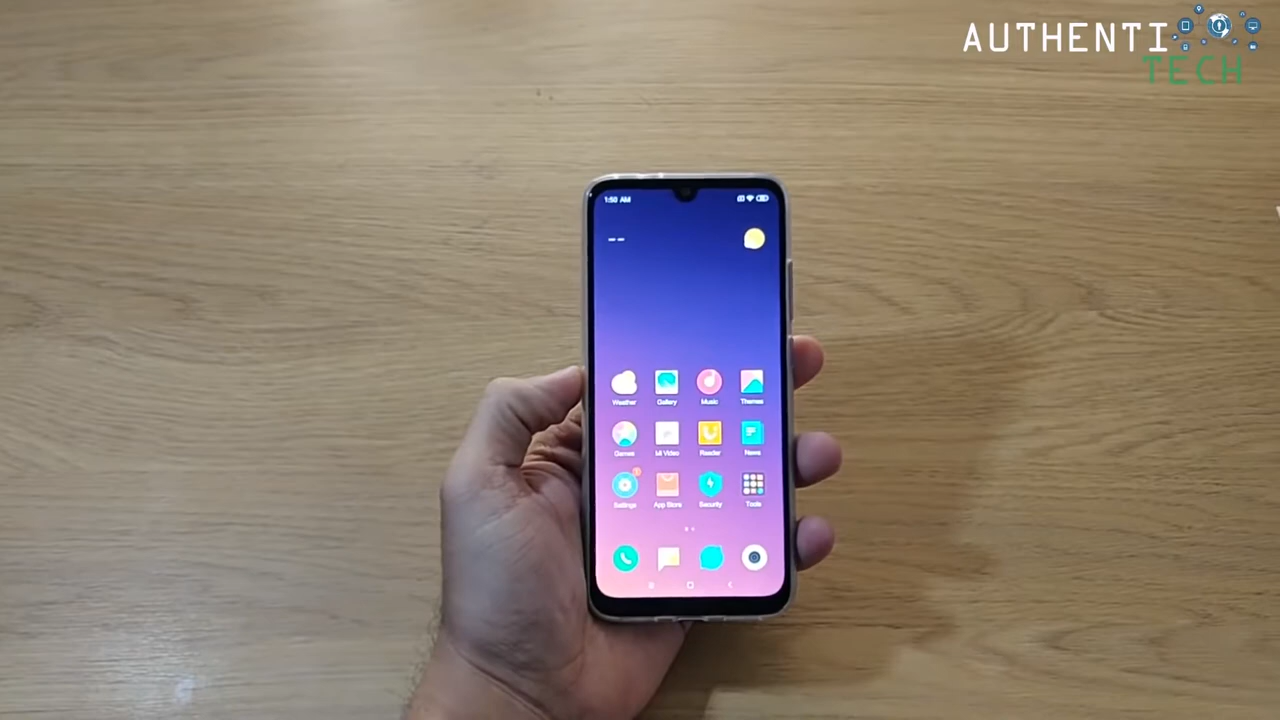 AUTHENTI
TECH
1:50 AM
Weather Gallery Music Themes
Games Mi Video Reader News
1
Settings App Store Security Tools